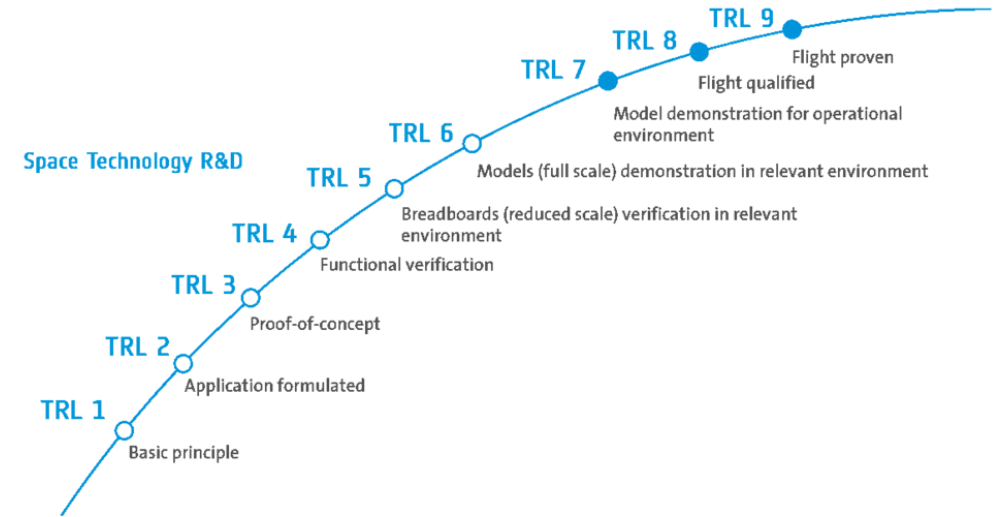 TRL 9
Flight proven
TRL 8
Flight qualified
TRL 7
Model demonstration for operational
environment
TRL 6
Models (full scale) demonstration in relevant environment
Space Technology R&D
TRL 5
Breadboards (reduced scale) verification in relevant
environment
TRL 4
Functional verification
TRL 3
Proof-of-concept
TRL 2
Application formulated
TRL 1
Basic principle